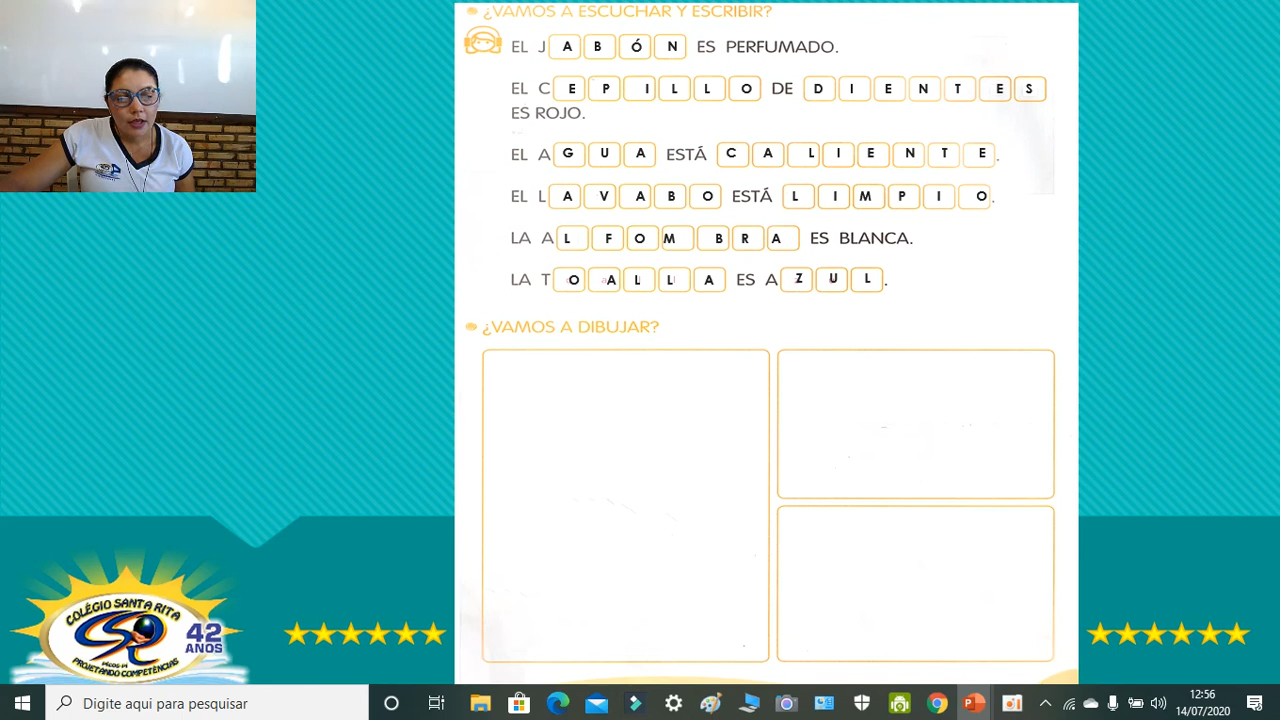 ¿VAMOS A ESCUCHAR Y ESCRIBIR?
EL JABÓN ES PERFUMADO.
EL CEPILLO DE DIENTES
ES ROJO.
EL AGUA ESTÁ CALIENTE.
EL LAVABO ESTÁ LIMPIO.
LA ALFOMBRA ES BLANCA.
LA TOALLA ES AZUL.
¿VAMOS A DIBUJAR?
COLÉGIO SANTA RITA
42
ANOS
PICOS-PI
PROJETANDO COMPETÊNCIAS
Digite aqui para pesquisar
12:56
14/07/2020